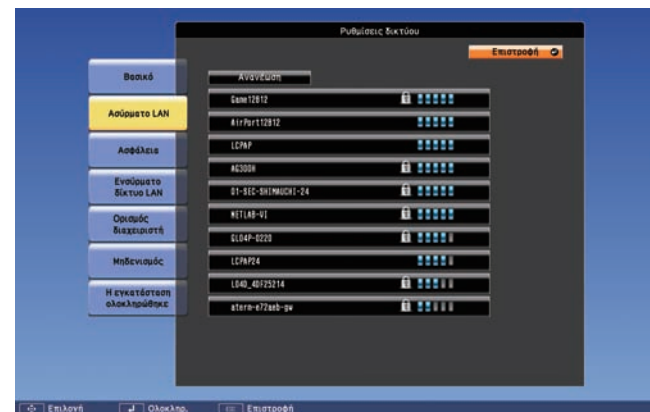 Ρυθμίσεις δικτύου
Επιστροφή
Βασικό
Ασύρματο LAN
Ασφάλεια
Ενσύρματο
δίκτυο LAN
Ορισμός
διαχειριστή
Μηδενισμός
Η εγκατάσταση
ολοκληρώθηκε
Ανανέωση
Game12812
AirPort12812
LCPAP
AG300H
01-SEC-SHIMAUCHI-24
NETLAB-VI
GL04P-0220
LCPAP24
L04D_4DF25214
aterm-e72aeb-gw
Επιλογή
Ολοκληρ.
Επιστροφή